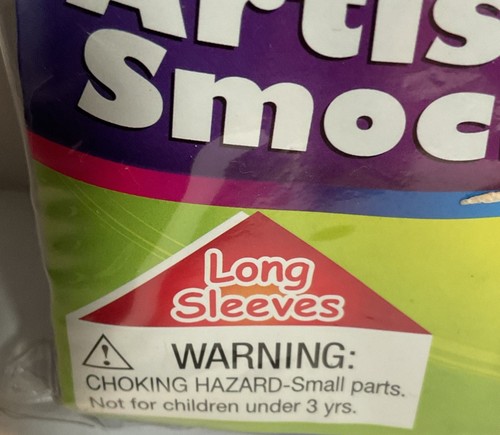 Artis
Smoc
Long
Sleeves
WARNING:
CHOKING HAZARD-Small parts.
Not for children under 3 yrs.